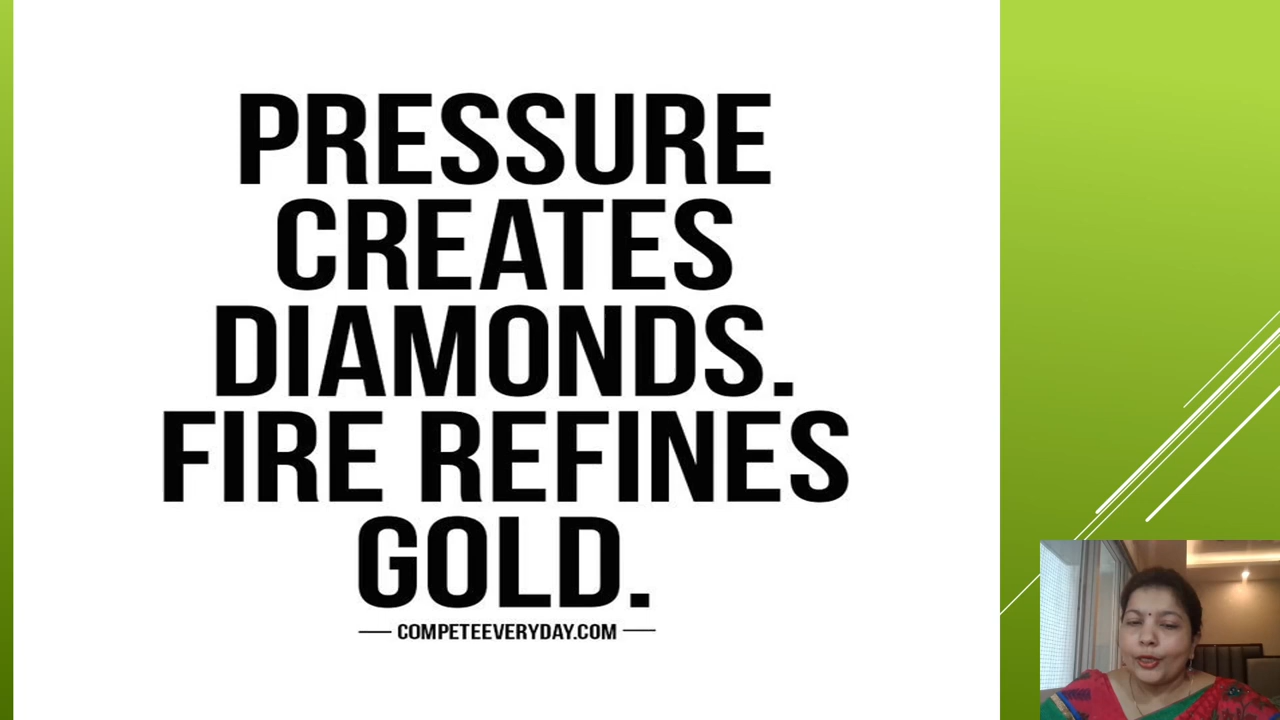 PRESSURE
CREATES
DIAMONDS.
FIRE REFINES
GOLD.
COMPETEEVERYDAY.COM